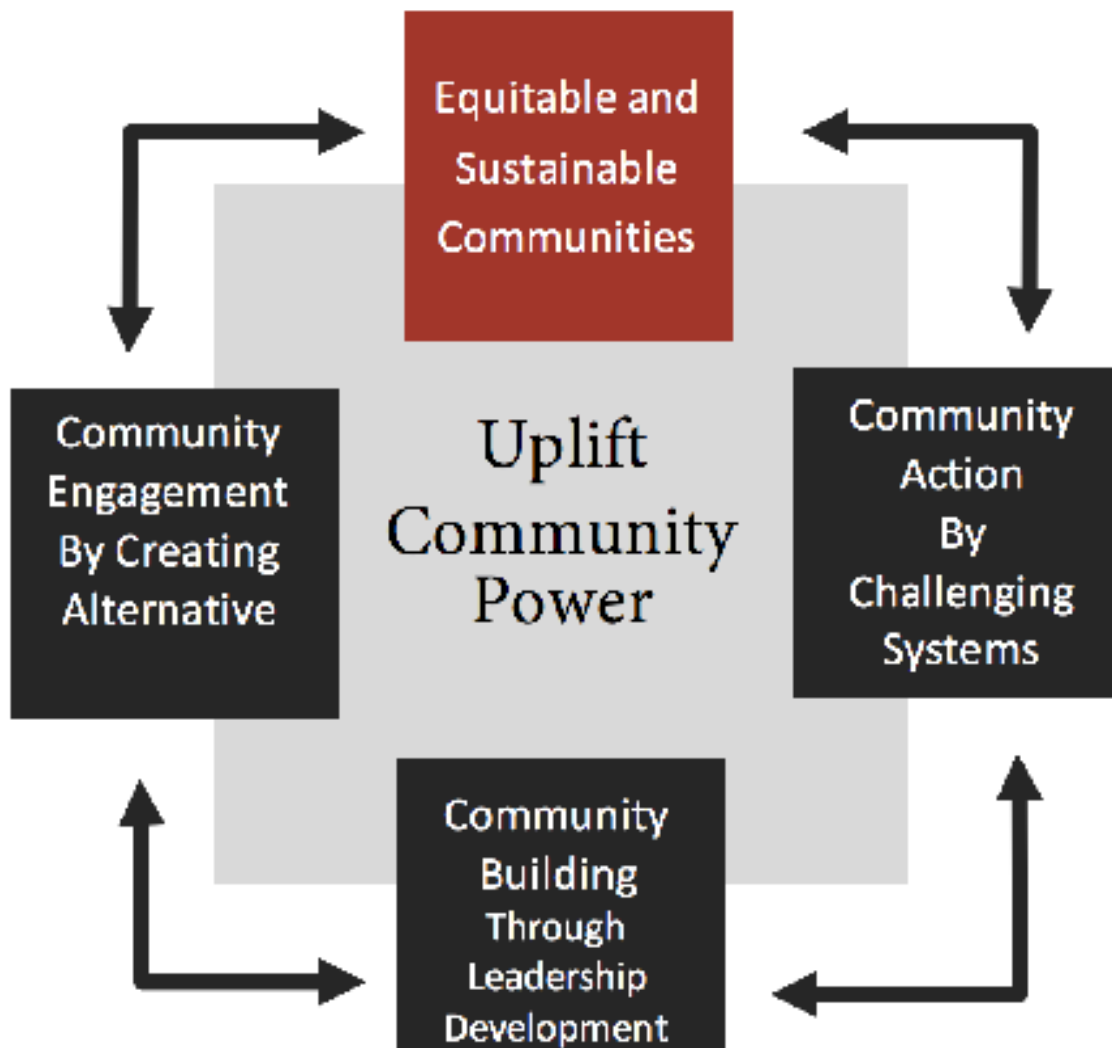 Equitable and
Sustainable
Communities
Community
Engagement
By Creating
Alternative
Uplift
Community
Power
Community
Action
By
Challenging
Systems
Community
Building
Through
Leadership
Development